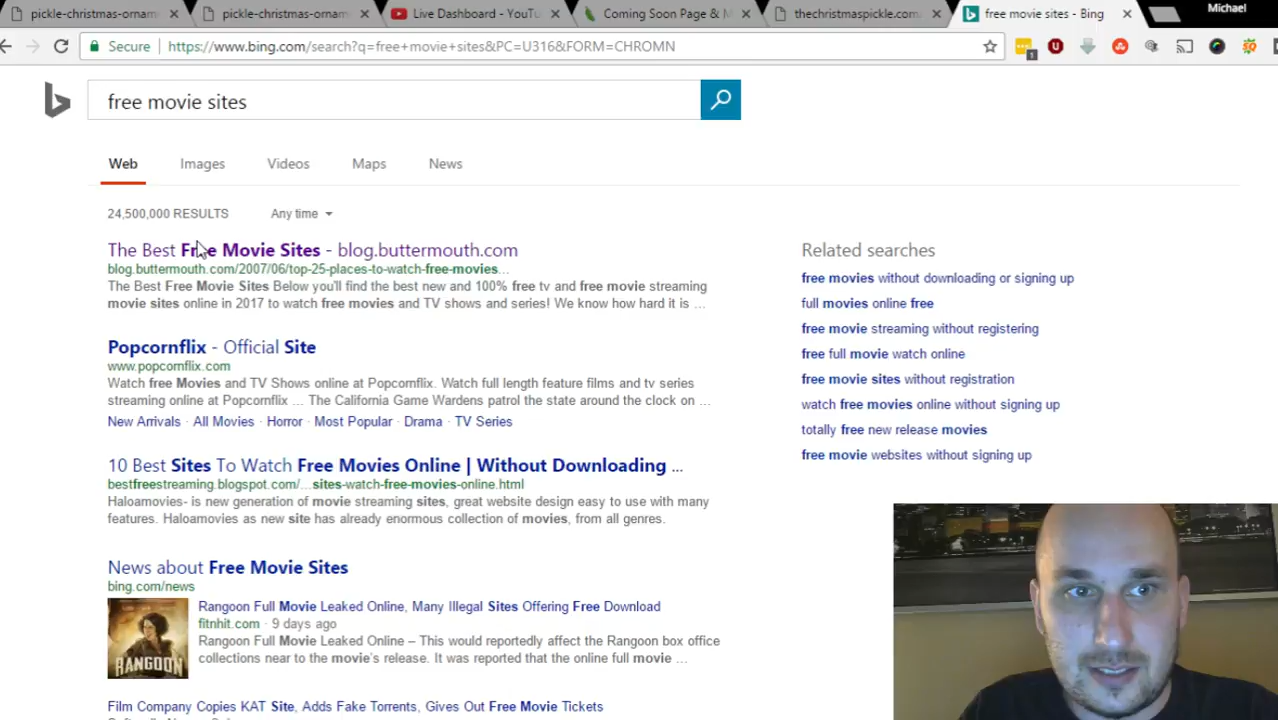 pickle-christmas-ornam
pickle-christmas-ornam
Live Dashboard - YouTu
Coming Soon Page & M
thechristmaspickle.com
free movie sites - Bing
Michael
Secure
https://www.bing.com/search?q=free+movie+sites&PC=U316&FORM=CHROMN
1
free movie sites
Web Images Videos Maps News
24,500,000 RESULTS Any time
The Best Free Movie Sites - blog.buttermouth.com
blog.buttermouth.com/2007/06/top-25-places-to-watch-free-movies...
The Best Free Movie Sites Below you'll find the best new and 100% free tv and free movie streaming
movie sites online in 2017 to watch free movies and TV shows and series! We know how hard it is ...
Popcornflix - Official Site
www.popcornflix.com
Watch free Movies and TV Shows online at Popcornflix. Watch full length feature films and tv series
streaming online at Popcornflix ... The California Game Wardens patrol the state around the clock on ...
New Arrivals · All Movies · Horror · Most Popular · Drama · TV Series
10 Best Sites To Watch Free Movies Online | Without Downloading ...
bestfreestreaming.blogspot.com/...sites-watch-free-movies-online.html
Haloamovies- is new generation of movie streaming sites, great website design easy to use with many
features. Haloamovies as new site has already enormous collection of movies, from all genres.
News about Free Movie Sites
bing.com/news
RANGOON
Rangoon Full Movie Leaked Online, Many Illegal Sites Offering Free Download
fitnhit.com · 9 days ago
Rangoon Full Movie Leaked Online – This would reportedly affect the Rangoon box office
collections near to the movie's release. It was reported that the online full movie ...
Film Company Copies KAT Site, Adds Fake Torrents, Gives Out Free Movie Tickets
Related searches
free movies without downloading or signing up
full movies online free
free movie streaming without registering
free full movie watch online
free movie sites without registration
watch free movies online without signing up
totally free new release movies
free movie websites without signing up